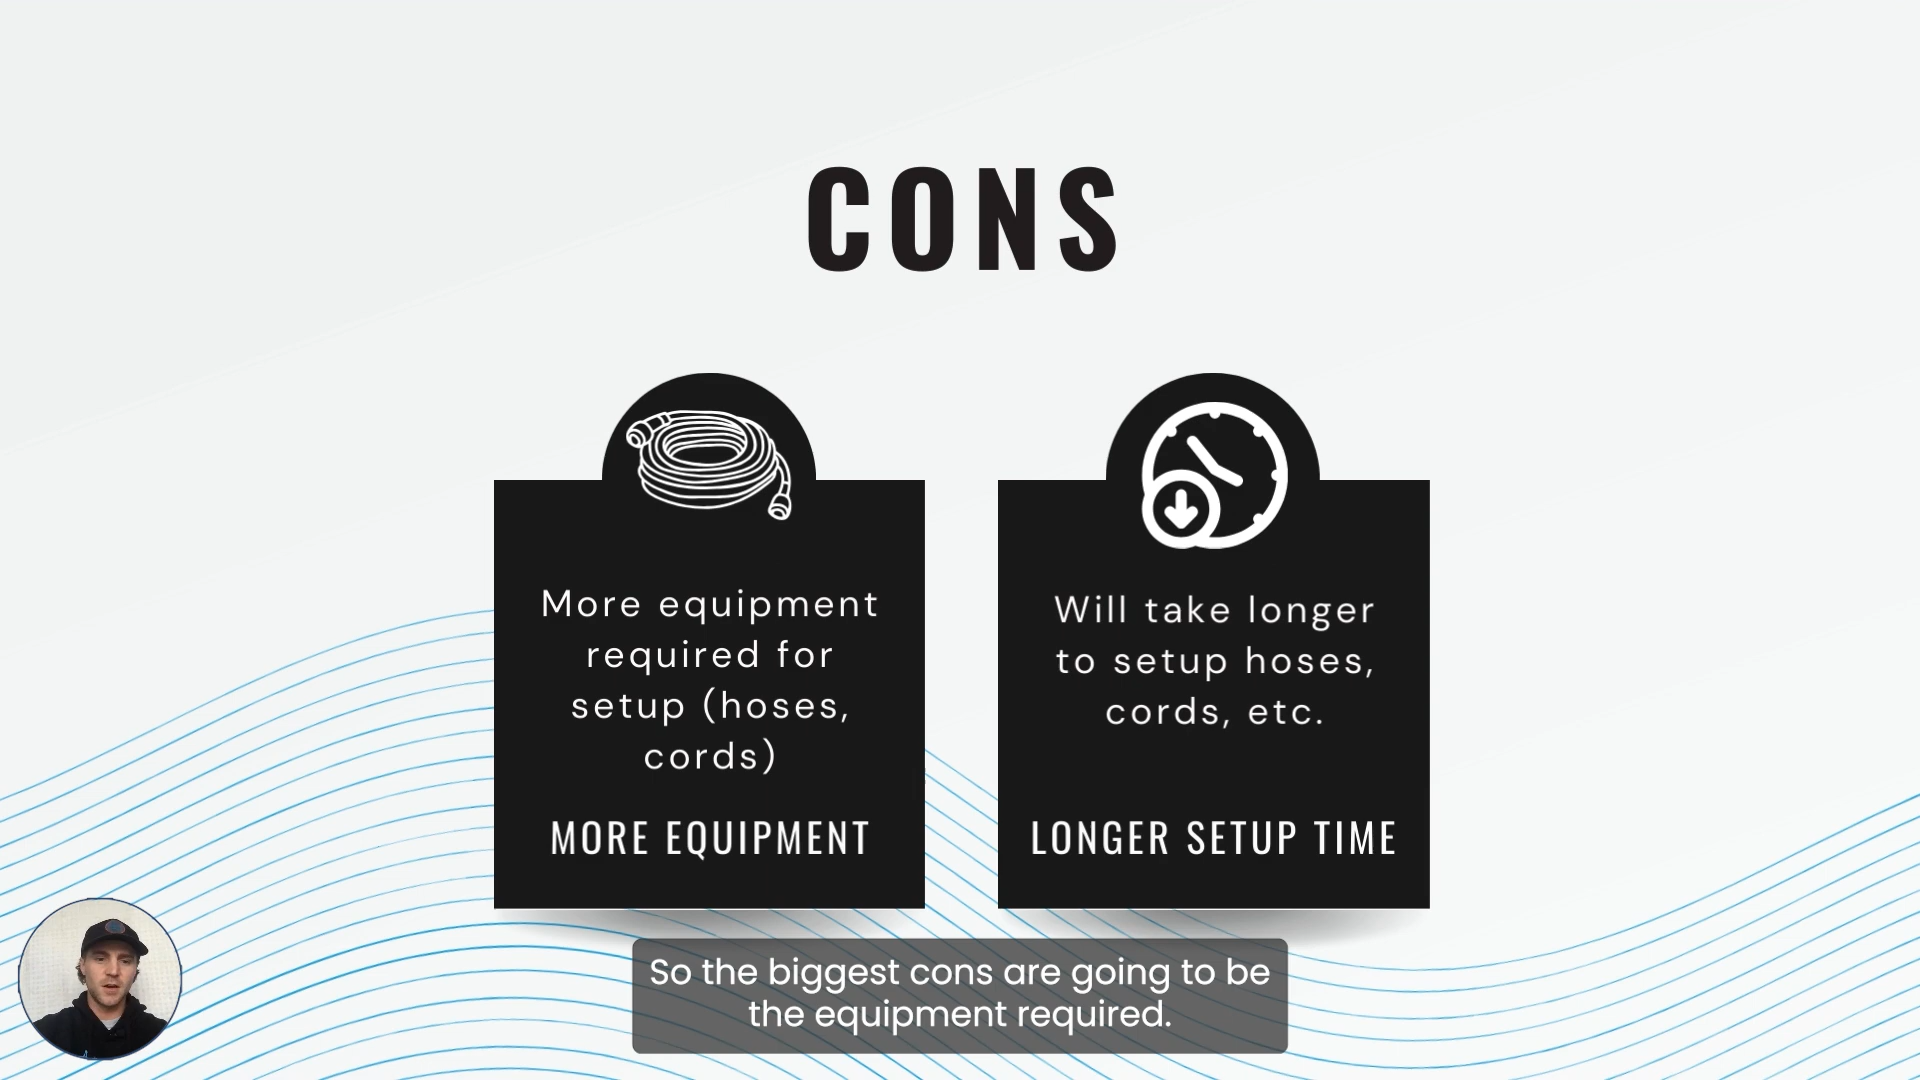 CONS
More equipment
required for
setup (hoses,
cords)
MORE EQUIPMENT
Will take longer
to setup hoses,
cords, etc.
LONGER SETUP TIME
So the biggest cons are going to be
the equipment required.